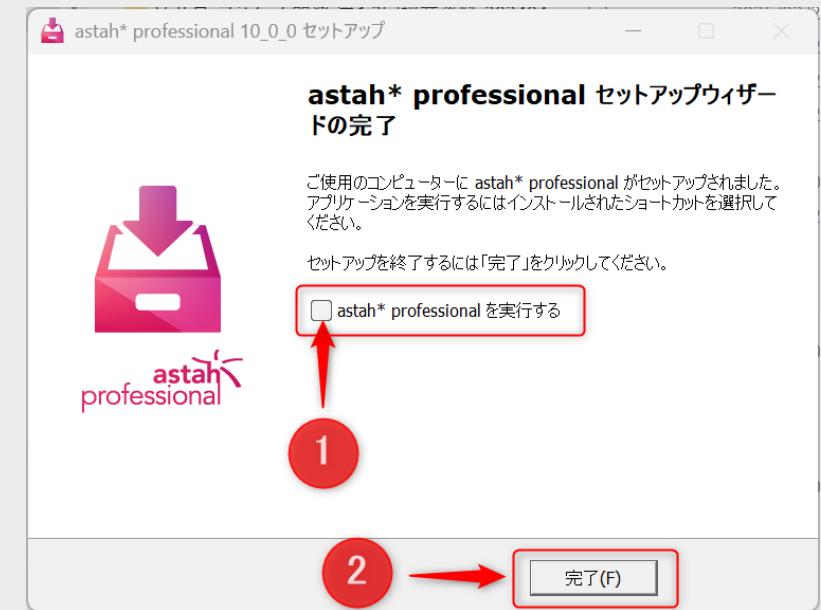 astah* professional 10_0_0 セットアップ
astah* professional セットアップウィザー
ドの完了
ご使用のコンピューターに astah* professional がセットアップされました。
アプリケーションを実行するにはインストールされたショートカットを選択して
ください。
セットアップを終了するには「完了」をクリックしてください。
astah* professional を実行する
astah
professional
1
2
完了(F)